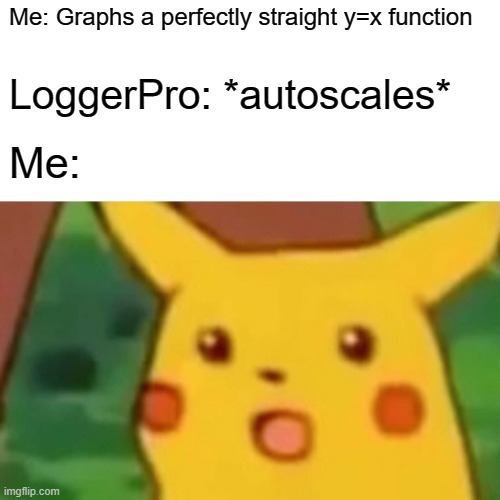 Me: Graphs a perfectly straight y=x function
LoggerPro: *autoscales*
Me:
imgflip.com